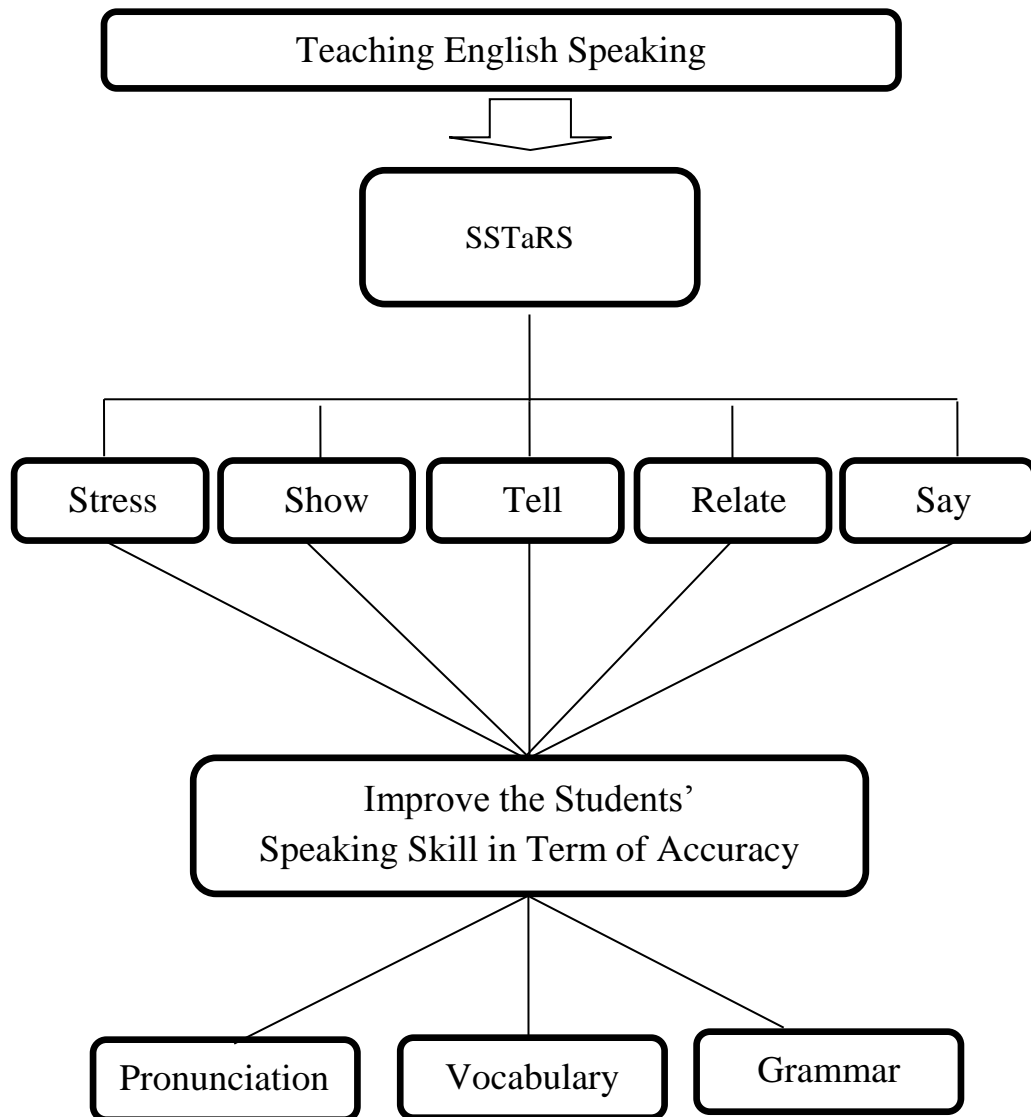 Teaching English Speaking
SSTaRS
Stress
Show
Tell
Relate
Say
Improve the Students’
Speaking Skill in Term of Accuracy
Pronunciation
Vocabulary
Grammar